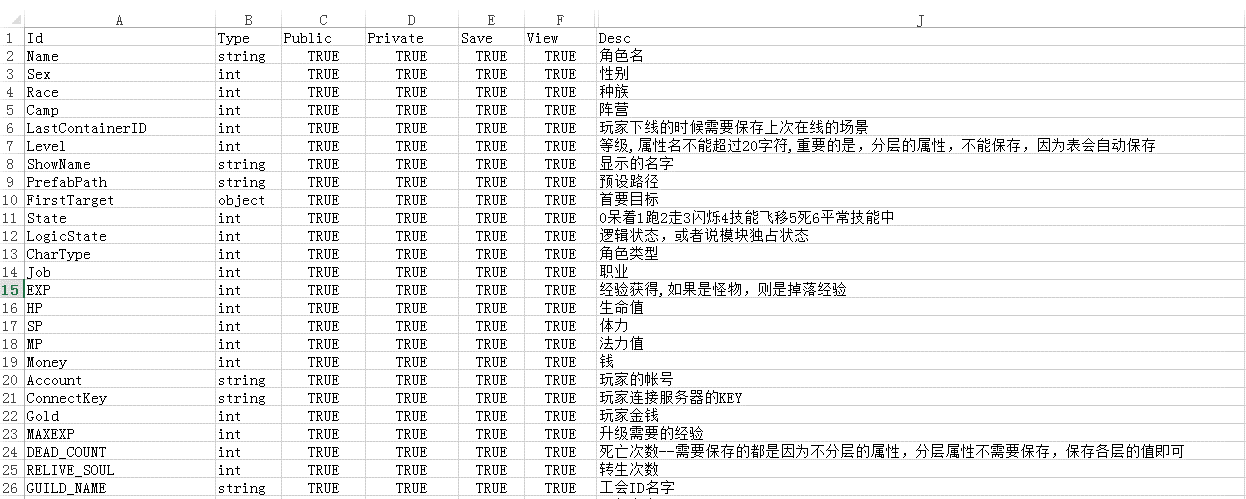 A B C D E F J
1 Id Type Public Private Save View Desc
2 Name string TRUE TRUE TRUE TRUE 角色名
3 Sex int TRUE TRUE TRUE TRUE 性别
4 Race int TRUE TRUE TRUE TRUE 种族
5 Camp int TRUE TRUE TRUE TRUE 阵营
6 LastContainerID int TRUE TRUE TRUE TRUE 玩家下线的时候需要保存上次在线的场景
7 Level int TRUE TRUE TRUE TRUE 等级,属性名不能超过20字符,重要的是，分层的属性，不能保存，因为表会自动保存
8 ShowName string TRUE TRUE TRUE TRUE 显示的名字
9 PrefabPath string TRUE TRUE TRUE TRUE 预设路径
10 FirstTarget object TRUE TRUE TRUE TRUE 首要目标
11 State int TRUE TRUE TRUE TRUE 0呆着1跑2走3闪烁4技能飞移5死6平常技能中
12 LogicState int TRUE TRUE TRUE TRUE 逻辑状态，或者说模块独占状态
13 CharType int TRUE TRUE TRUE TRUE 角色类型
14 Job int TRUE TRUE TRUE TRUE 职业
15 EXP int TRUE TRUE TRUE TRUE 经验获得,如果是怪物，则是掉落经验
16 HP int TRUE TRUE TRUE TRUE 生命值
17 SP int TRUE TRUE TRUE TRUE 体力
18 MP int TRUE TRUE TRUE TRUE 法力值
19 Money int TRUE TRUE TRUE TRUE 钱
20 Account string TRUE TRUE TRUE TRUE 玩家的帐号
21 ConnectKey string TRUE TRUE TRUE TRUE 玩家连接服务器的KEY
22 Gold int TRUE TRUE TRUE TRUE 玩家金钱
23 MAXEXP int TRUE TRUE TRUE TRUE 升级需要的经验
24 DEAD_COUNT int TRUE TRUE TRUE TRUE 死亡次数--需要保存的都是因为不分层的属性，分层属性不需要保存，保存各层的值即可
25 RELIVE_SOUL int TRUE TRUE TRUE TRUE 转生次数
26 GUILD_NAME string TRUE TRUE TRUE TRUE 工会ID名字